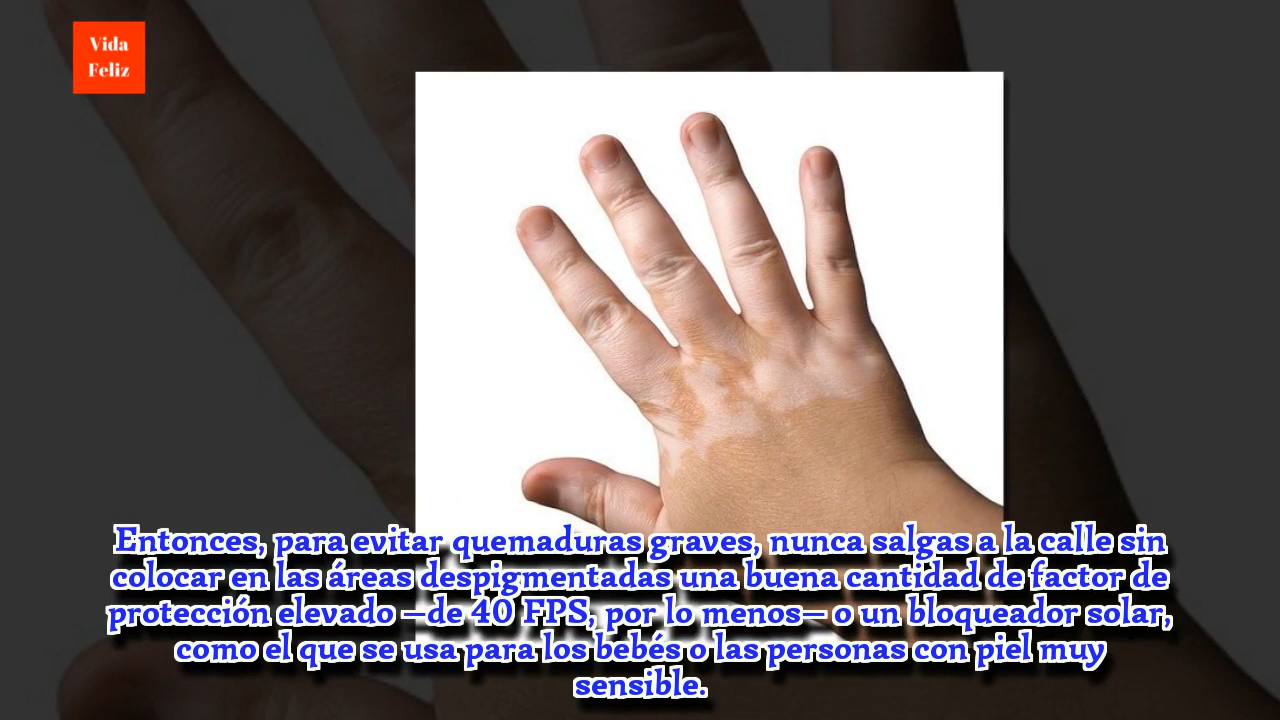 Vida
Feliz
Entonces, para evitar quemaduras graves, nunca salgas a la calle sin
colocar en las áreas despigmentadas una buena cantidad de factor de
protección elevado —de 40 FPS, por lo menos— o un bloqueador solar,
como el que se usa para los bebés o las personas con piel muy
sensible.